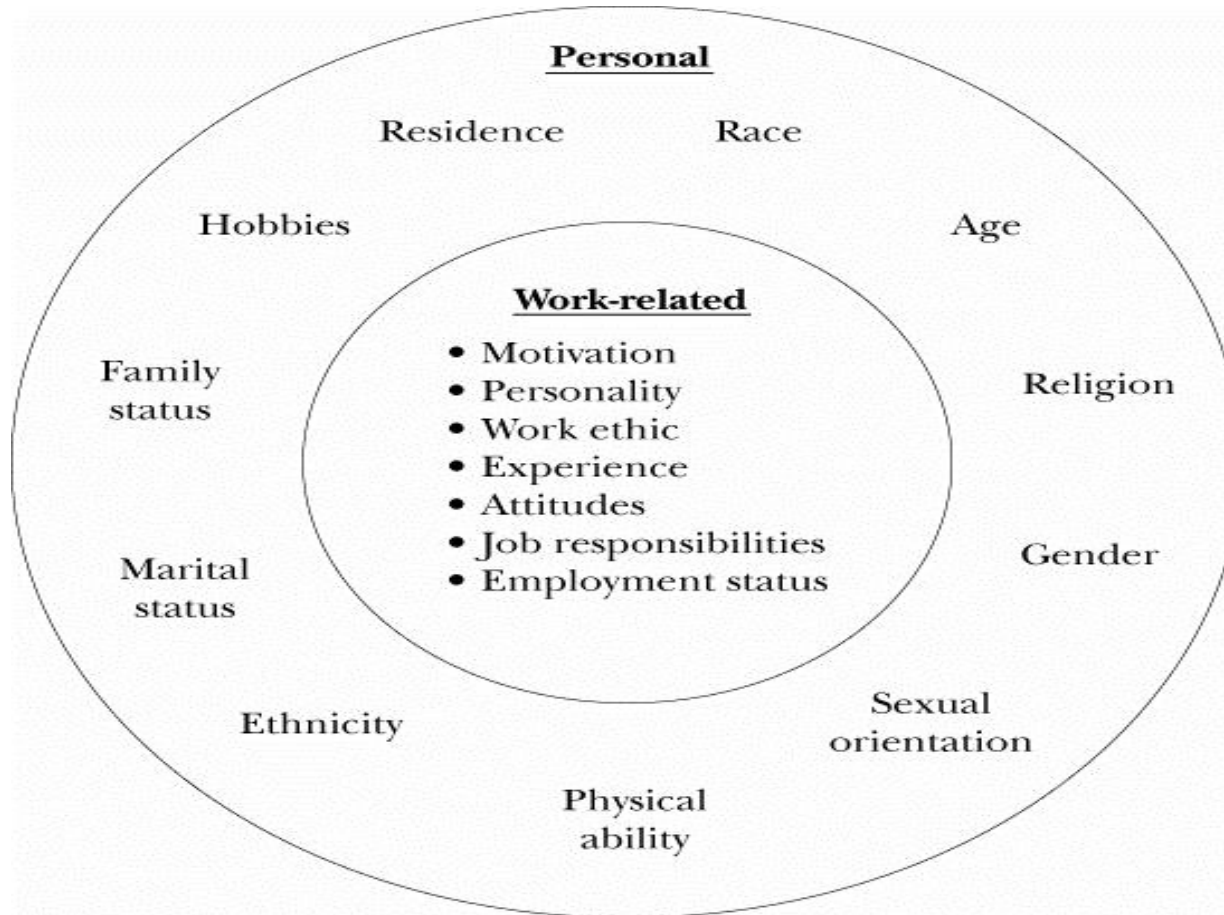 Personal
Residence
Race
Hobbies
Age
Work-related
• Motivation
• Personality
• Work ethic
• Experience
• Attitudes
• Job responsibilities
• Employment status
Family
status
Religion
Marital
status
Gender
Ethnicity
Sexual
orientation
Physical
ability